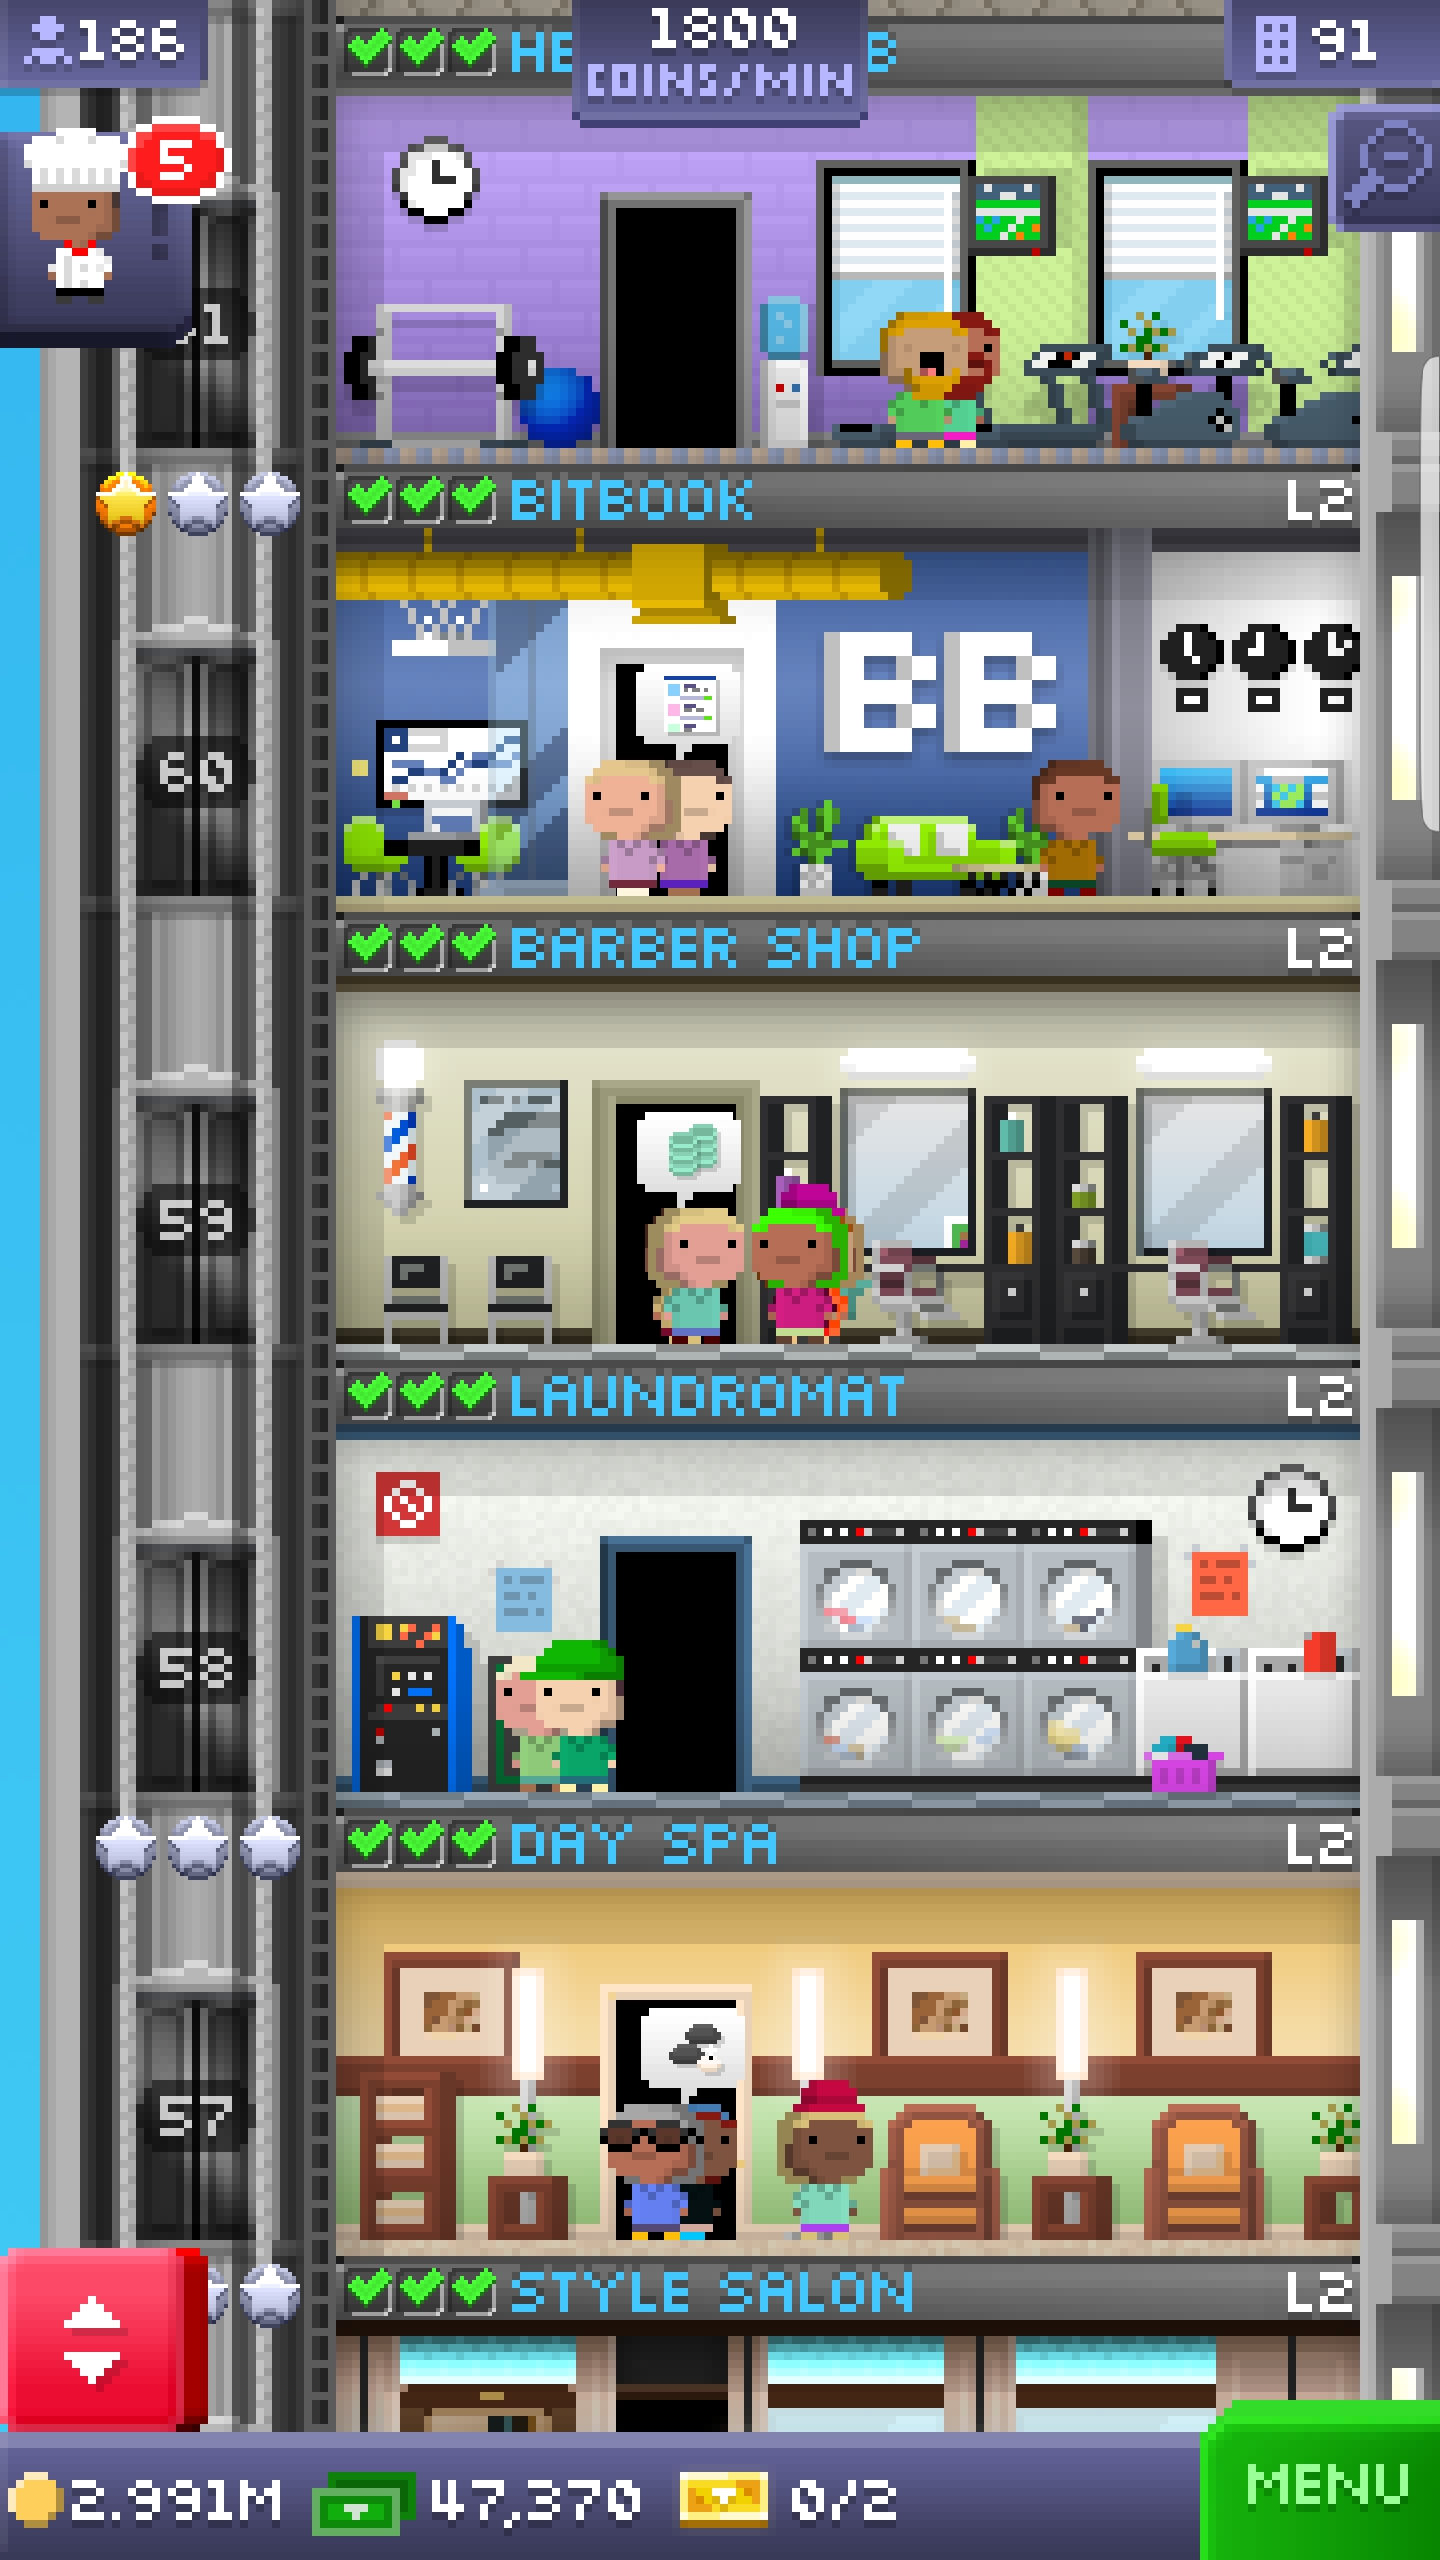 186
1800
COINS/MIN
91
HE
B
5
BITBOOK L2
BB
60
BARBER SHOP L2
59
LAUNDROMAT L2
58
DAY SPA L2
57
STYLE SALON L2
2.991M 47,370 0/2
MENU